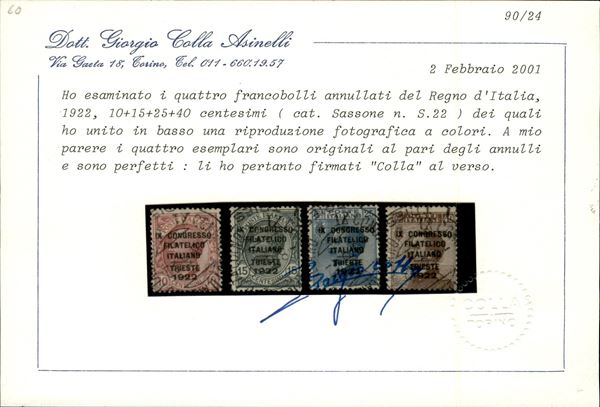 60
90/24
Dott. Giorgio Colla Asinelli
Via Gaeta 18, Torino, Tel. 011 - 660.19.57
2 Febbraio 2001
Ho esaminato i quattro francobolli annullati del Regno d'Italia,
1922, 10+15+25+40 centesimi ( cat. Sassone n. S.22 ) dei quali
ho unito in basso una riproduzione fotografica a colori. A mio
parere i quattro esemplari sono originali al pari degli annulli
e sono perfetti : li ho pertanto firmati "Colla" al verso.
IX CONGRESSO
FILATELICO
ITALIANO
TRIESTE
1922
IX CONGRESSO
FILATELICO
ITALIANO
TRIESTE
1922
15
IX CONGRESSO
FILATELICO
ITALIANO
TRIESTE
1922
IX CONGRESSO
FILATELICO
ITALIANO
TRIESTE
1922
COLLA
TORINO